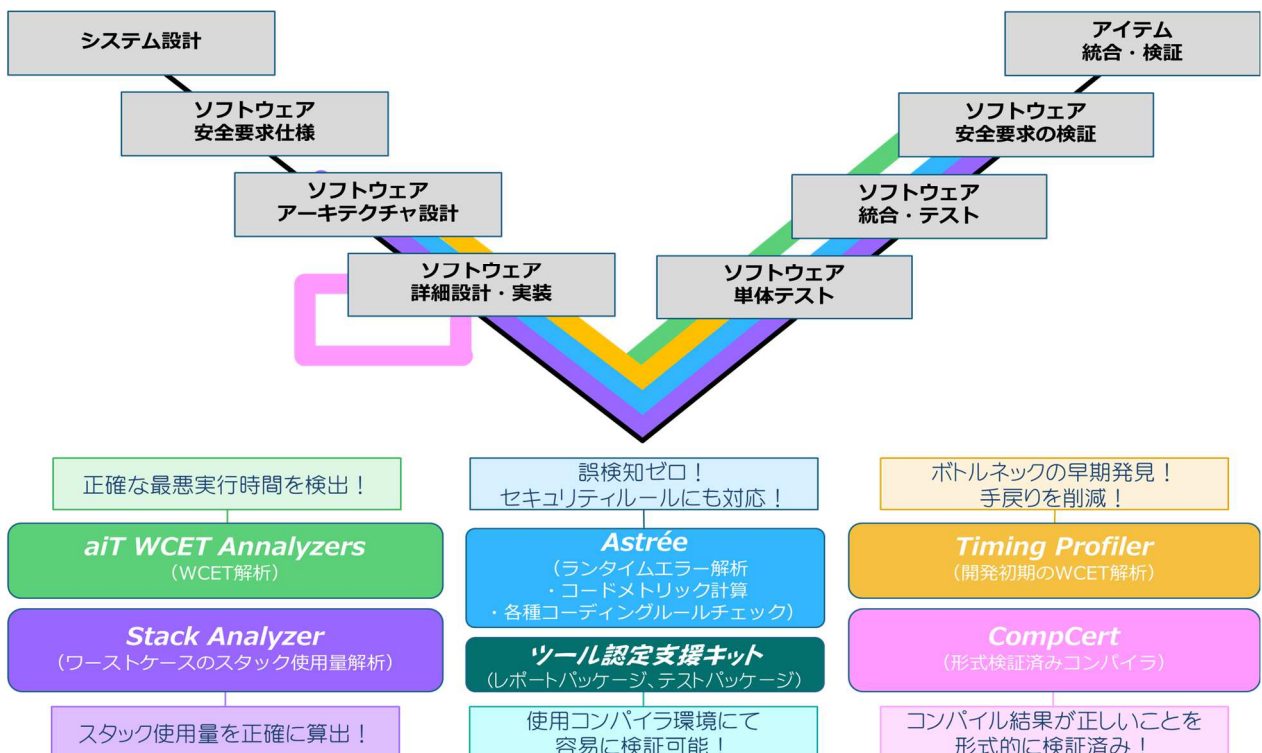 システム設計
アイテム
統合・検証
ソフトウェア
安全要求仕様
ソフトウェア
安全要求の検証
ソフトウェア
アーキテクチャ設計
ソフトウェア
統合・テスト
ソフトウェア
詳細設計・実装
ソフトウェア
単体テスト
正確な最悪実行時間を検出！
誤検知ゼロ！
セキュリティルールにも対応！
ボトルネックの早期発見！
手戻りを削減！
aiT WCET Annalyzers
（WCET解析）
Astrée
（ランタイムエラー解析
・コードメトリック計算
・各種コーディングルールチェック）
Timing Profiler
（開発初期のWCET解析）
Stack Analyzer
（ワーストケースのスタック使用量解析）
ツール認定支援キット
（レポートパッケージ、テストパッケージ）
CompCert
（形式検証済みコンパイラ）
スタック使用量を正確に算出！
使用コンパイラ環境にて
容易に検証可能！
コンパイル結果が正しいことを
形式的に検証済み！